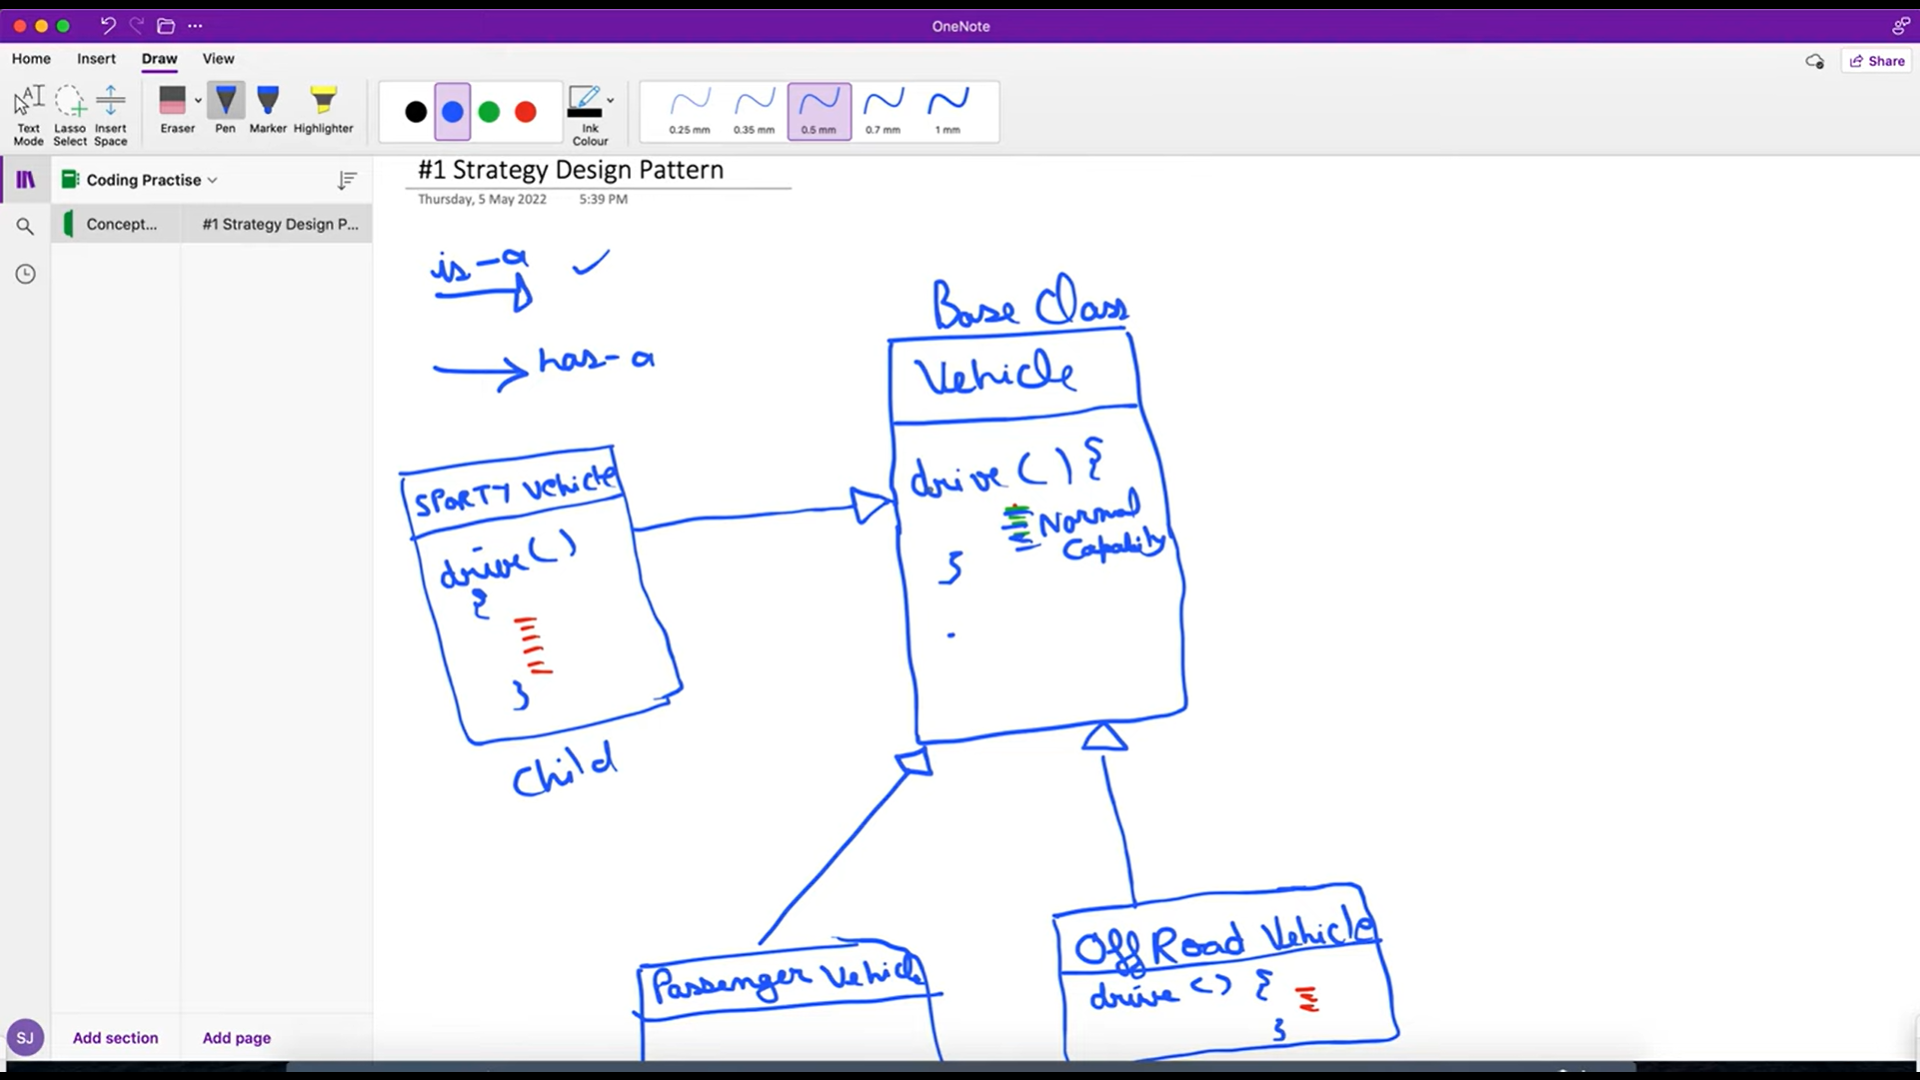 OneNote
Home Insert Draw View
Share
Text Mode
Lasso Select
Insert Space
Eraser
Pen
Marker
Highlighter
Ink Colour
0.25 mm
0.35 mm
0.5 mm
0.7 mm
1 mm
Coding Practise
Concept...
#1 Strategy Design P...
#1 Strategy Design Pattern
Thursday, 5 May 2022 5:39 PM
is-a
has-a
Base Class
Vehicle
drive () {
Normal
Capability
}
SPORTY Vehicle
drive ()
{
}
Child
Passenger Vehicle
Off Road Vehicle
drive () {
}
SJ
Add section
Add page